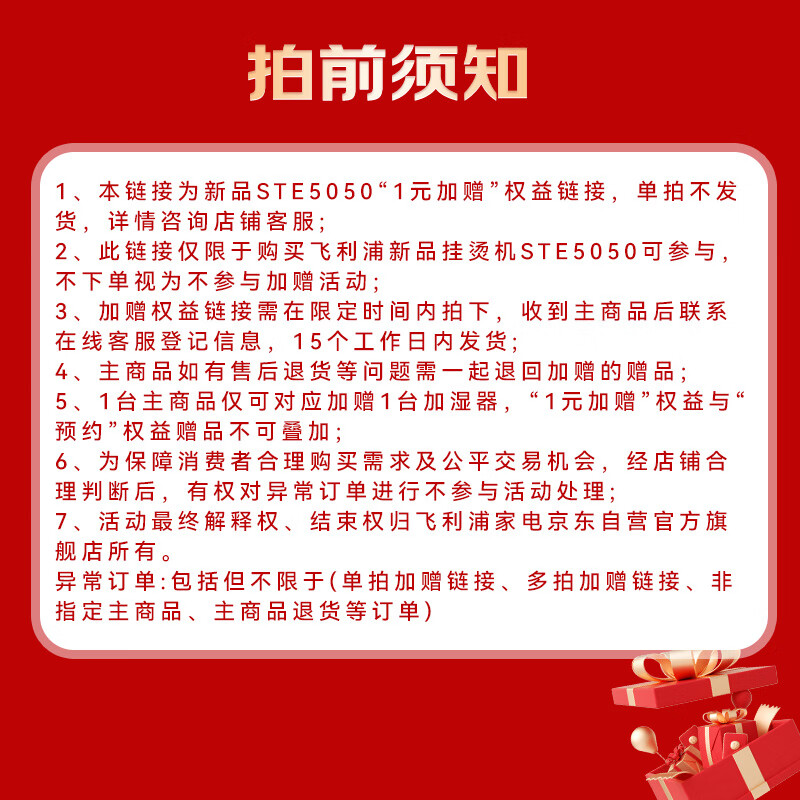 拍前须知
1、本链接为新品STE5050“1元加赠”权益链接，单拍不发
货，详情咨询店铺客服；
2、此链接仅限于购买飞利浦新品挂烫机STE5050可参与，
不下单视为不参与加赠活动；
3、加赠权益链接需在限定时间内拍下，收到主商品后联系
在线客服登记信息，15个工作日内发货；
4、主商品如有售后退货等问题需一起退回加赠的赠品；
5、1台主商品仅可对应加赠1台加湿器，“1元加赠”权益与“
预约”权益赠品不可叠加；
6、为保障消费者合理购买需求及公平交易机会，经店铺合
理判断后，有权对异常订单进行不参与活动处理；
7、活动最终解释权、结束权归飞利浦家电京东自营官方旗
舰店所有。
异常订单:包括但不限于(单拍加赠链接、多拍加赠链接、非
指定主商品、主商品退货等订单)